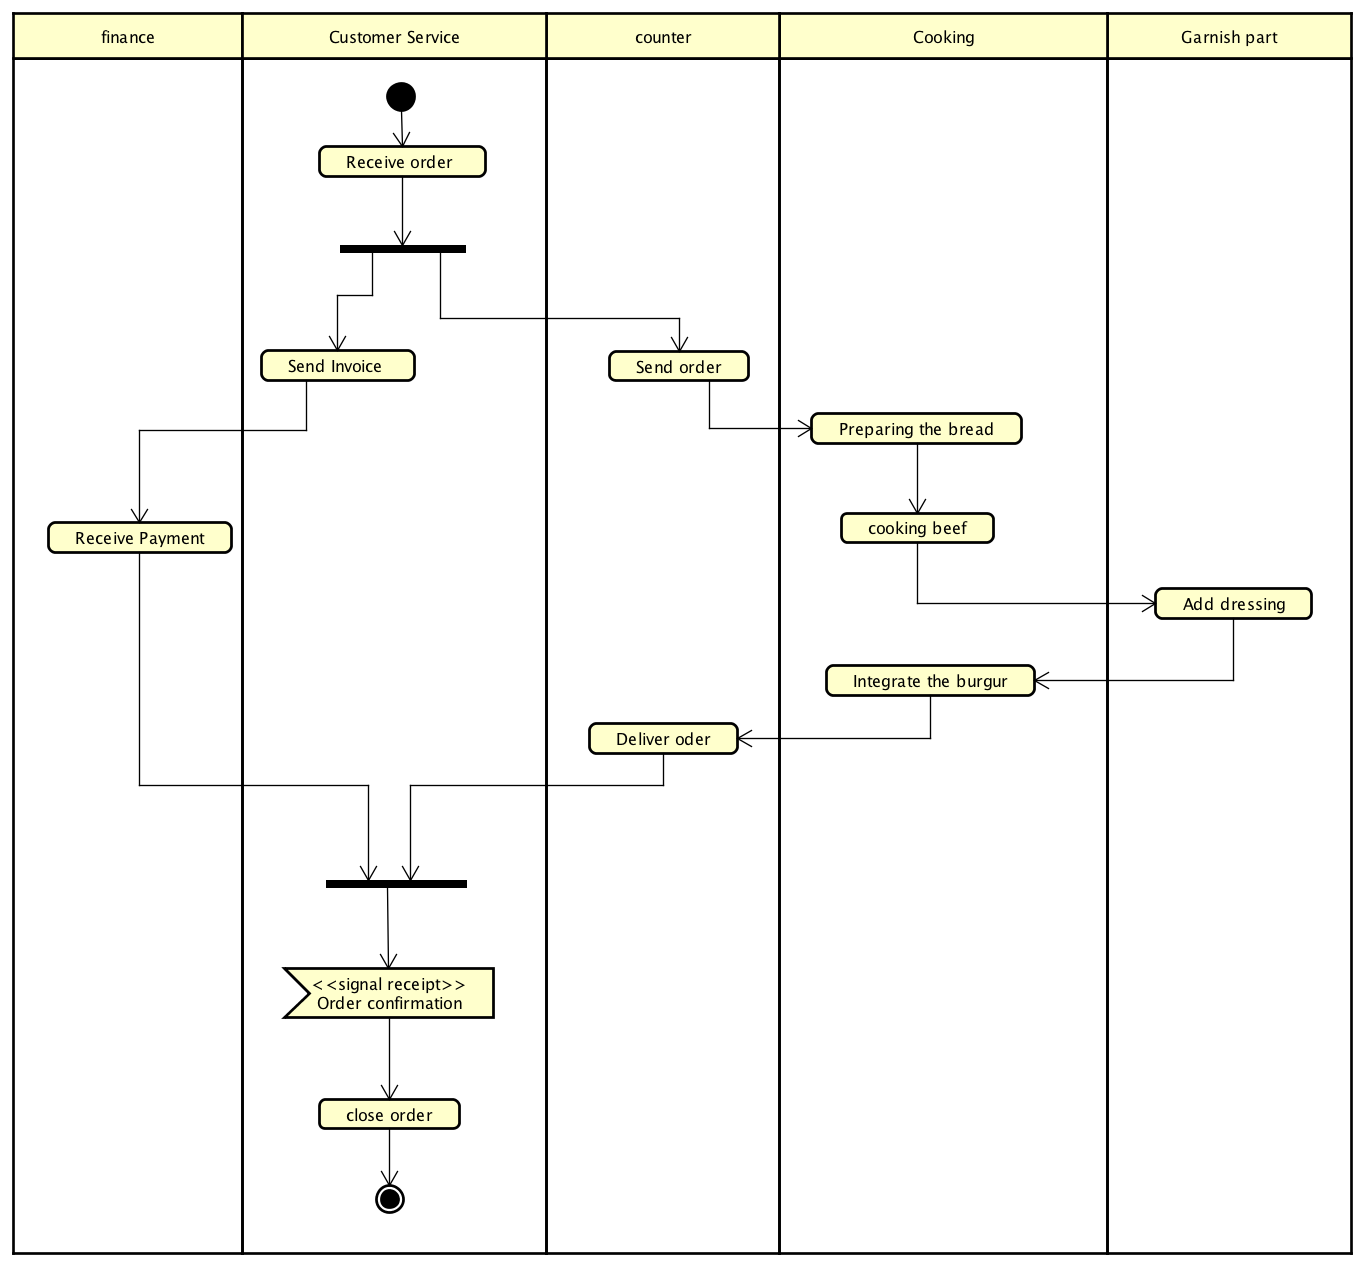 finance
Customer Service
counter
Cooking
Garnish part
Receive order
Send Invoice
Send order
Preparing the bread
cooking beef
Receive Payment
Add dressing
Integrate the burgur
Deliver oder
<<signal receipt>>
Order confirmation
close order